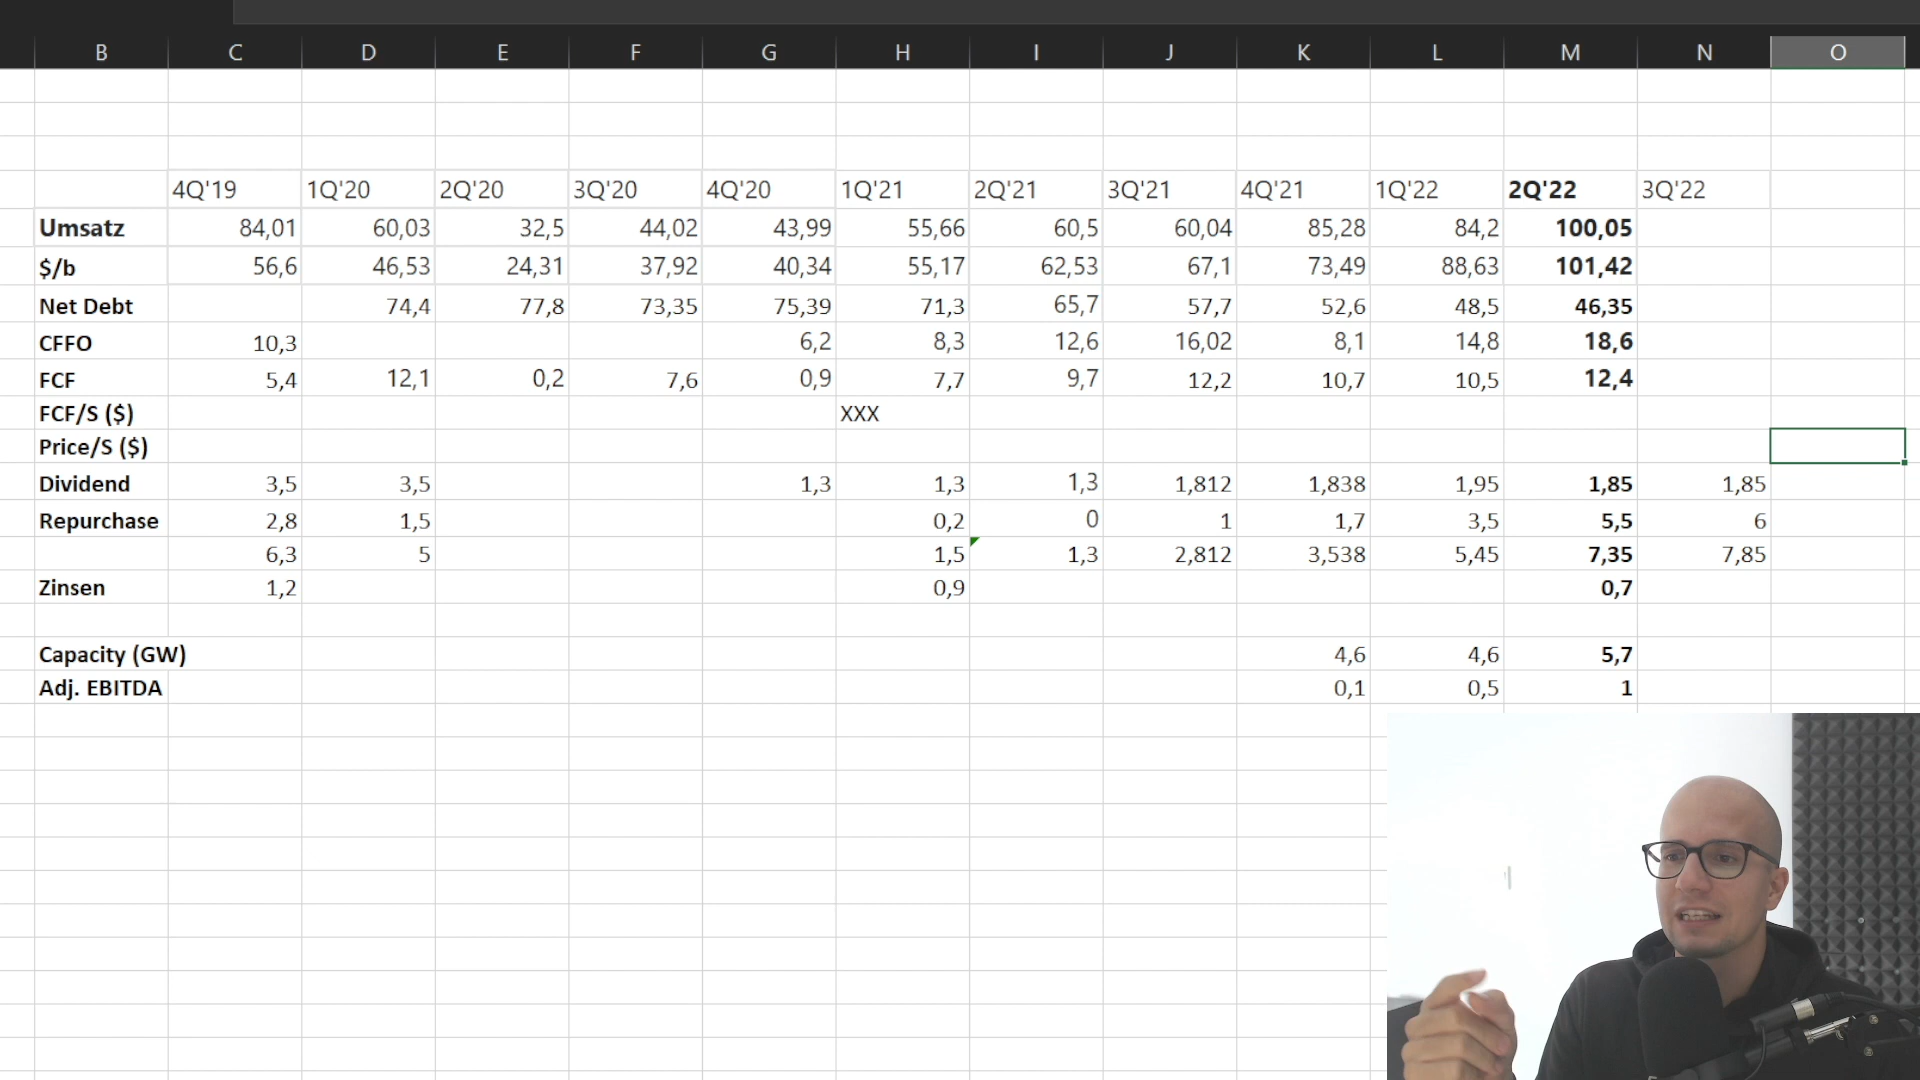 B C D E F G H I J K L M N O
4Q'19 1Q'20 2Q'20 3Q'20 4Q'20 1Q'21 2Q'21 3Q'21 4Q'21 1Q'22 2Q'22 3Q'22
Umsatz 84,01 60,03 32,5 44,02 43,99 55,66 60,5 60,04 85,28 84,2 100,05
$/b 56,6 46,53 24,31 37,92 40,34 55,17 62,53 67,1 73,49 88,63 101,42
Net Debt 74,4 77,8 73,35 75,39 71,3 65,7 57,7 52,6 48,5 46,35
CFFO 10,3 6,2 8,3 12,6 16,02 8,1 14,8 18,6
FCF 5,4 12,1 0,2 7,6 0,9 7,7 9,7 12,2 10,7 10,5 12,4
FCF/S ($) XXX
Price/S ($)
Dividend 3,5 3,5 1,3 1,3 1,3 1,812 1,838 1,95 1,85 1,85
Repurchase 2,8 1,5 0,2 0 1 1,7 3,5 5,5 6
6,3 5 1,5 1,3 2,812 3,538 5,45 7,35 7,85
Zinsen 1,2 0,9 0,7
Capacity (GW) 4,6 4,6 5,7
Adj. EBITDA 0,1 0,5 1